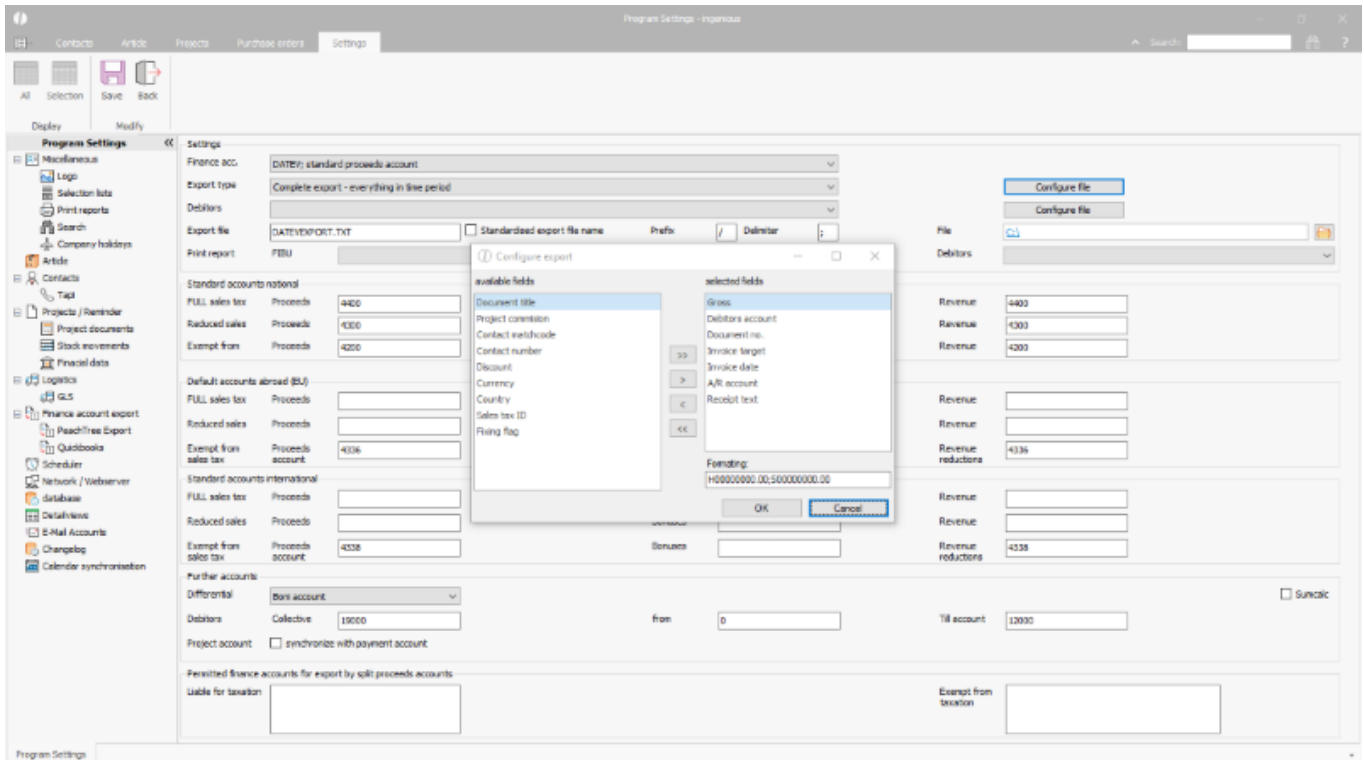 Program Settings - ingenious
Contacts Article Projects Purchase orders Settings Search:
All Selection Save Back
Display Modify
Program Settings
Miscellaneous
Logo
Selection lists
Print reports
Search
Company holidays
Article
Contacts
Tapi
Projects / Reminder
Project documents
Stock movements
Finaciel data
Logistics
GLS
Finance account export
PeachTree Export
Quickbooks
Scheduler
Network / Webserver
database
Detailviews
E-Mail Accounts
Changelog
Calendar synchronisation
Settings
Finance acc. DATEV; standard proceeds account
Export type Complete export - everything in time period Configure file
Debitors Configure file
Export file DATEVEXPORT.TXT Standardised export file name Prefix / Delimiter ; File C:\
Print report FIBU Debitors
Standard accounts national
FULL sales tax Proceeds 4400 Revenue 4400
Reduced sales Proceeds 4300 Revenue 4300
Exempt from Proceeds 4200 Revenue 4200
Default accounts abroad (EU)
FULL sales tax Proceeds Revenue
Reduced sales Proceeds Revenue
Exempt from sales tax Proceeds account 4336 Revenue reductions 4336
Standard accounts international
FULL sales tax Proceeds Revenue
Reduced sales Proceeds Revenue
Exempt from sales tax Proceeds account 4338 Bonuses Revenue reductions 4338
Further accounts
Differential Bom account Sumcalc
Debitors Collective 15000 from 0 Till account 12000
Project account synchronize with payment account
Permitted finance accounts for export by split proceeds accounts
Liable for taxation Exempt from taxation
Configure export
available fields
Document title
Project commision
Contact matchcode
Contact number
Discount
Currency
Country
Sales tax ID
Fixing flag
>>
>
<
<<
selected fields
Gross
Debitors account
Document no.
Invoice target
Invoice date
A/R account
Receipt text
Formating:
H00000000.00;S00000000.00
OK Cancel
Program Settings